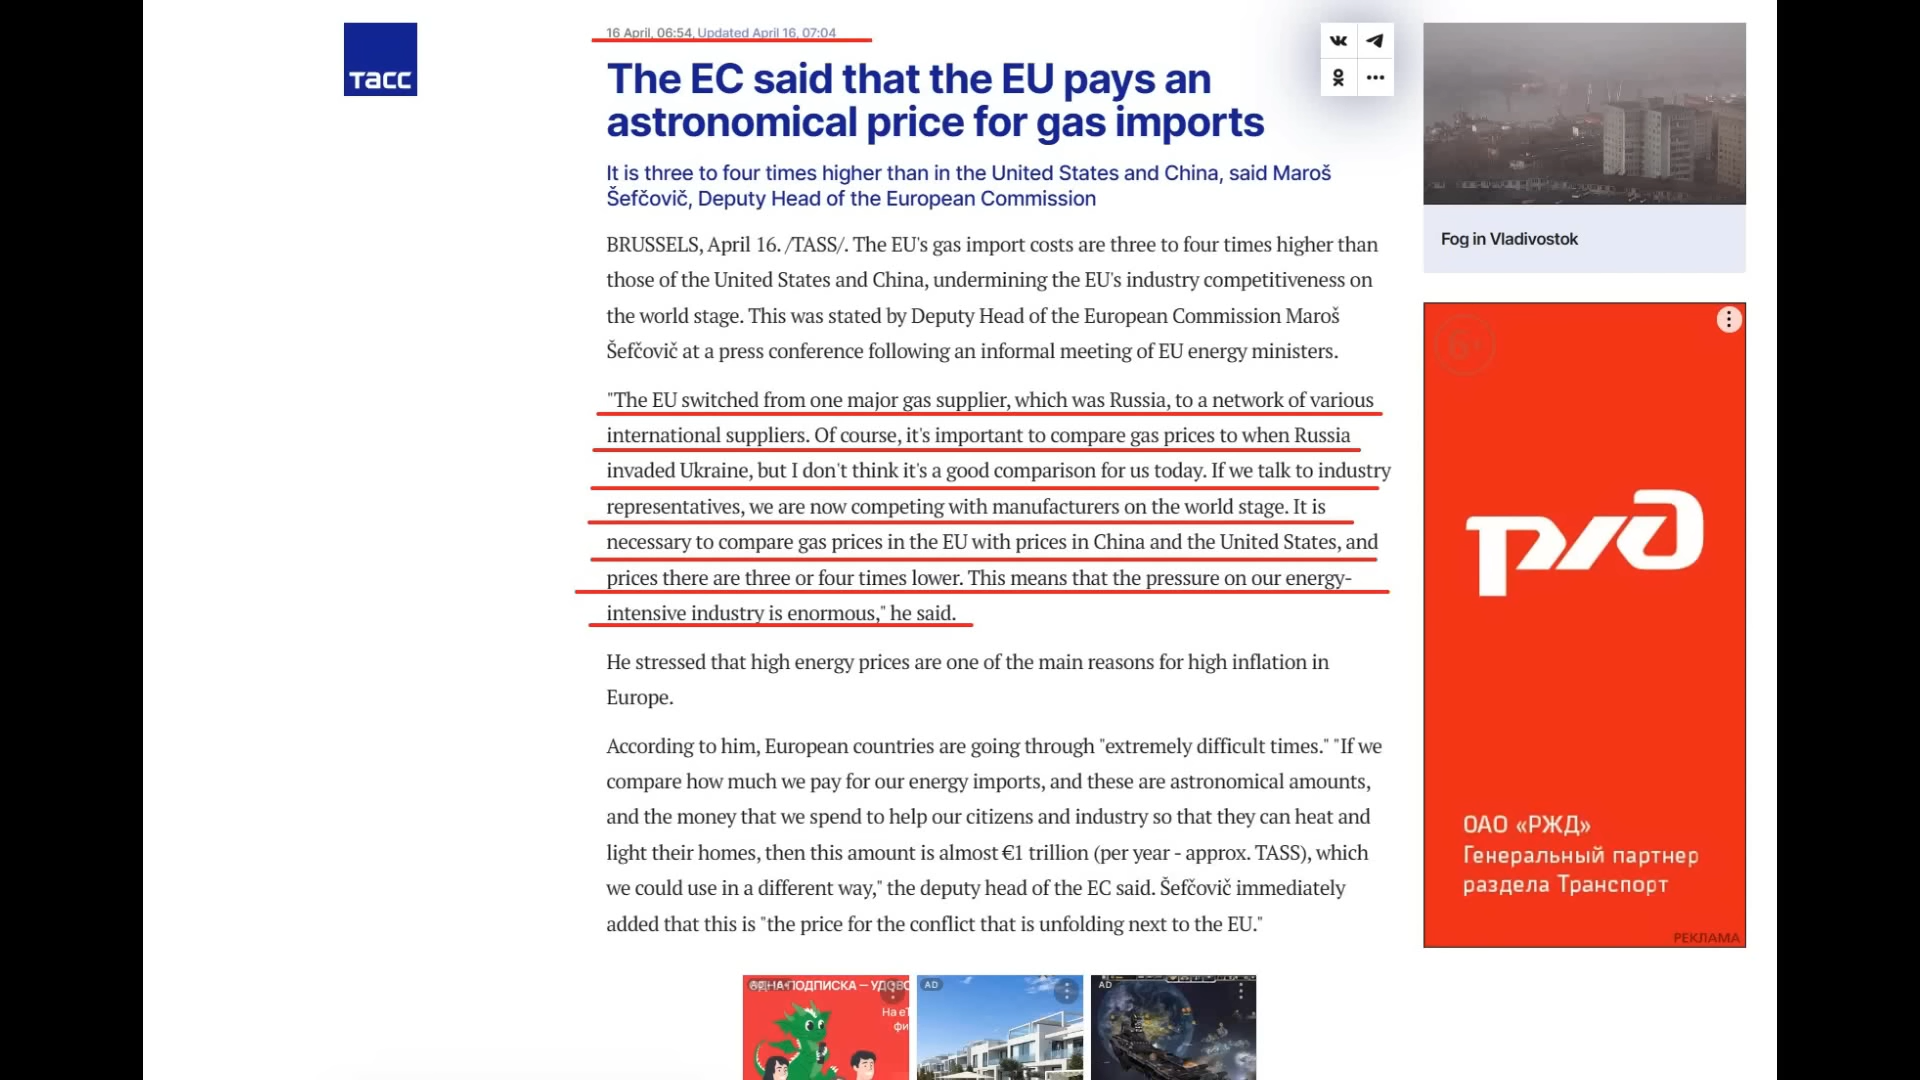 тасс
16 April, 06:54, Updated April 16, 07:04
The EC said that the EU pays an
astronomical price for gas imports
It is three to four times higher than in the United States and China, said Maroš
Šefčovič, Deputy Head of the European Commission
BRUSSELS, April 16. /TASS/. The EU's gas import costs are three to four times higher than
those of the United States and China, undermining the EU's industry competitiveness on
the world stage. This was stated by Deputy Head of the European Commission Maroš
Šefčovič at a press conference following an informal meeting of EU energy ministers.
"The EU switched from one major gas supplier, which was Russia, to a network of various
international suppliers. Of course, it's important to compare gas prices to when Russia
invaded Ukraine, but I don't think it's a good comparison for us today. If we talk to industry
representatives, we are now competing with manufacturers on the world stage. It is
necessary to compare gas prices in the EU with prices in China and the United States, and
prices there are three or four times lower. This means that the pressure on our energy-
intensive industry is enormous," he said.
He stressed that high energy prices are one of the main reasons for high inflation in
Europe.
According to him, European countries are going through "extremely difficult times." "If we
compare how much we pay for our energy imports, and these are astronomical amounts,
and the money that we spend to help our citizens and industry so that they can heat and
light their homes, then this amount is almost €1 trillion (per year - approx. TASS), which
we could use in a different way," the deputy head of the EC said. Šefčovič immediately
added that this is "the price for the conflict that is unfolding next to the EU."
Fog in Vladivostok
6+
ржд
ОАО «РЖД»
Генеральный партнер
раздела Транспорт
РЕКЛАМА
ПОДПИСКА —
На
AD
AD